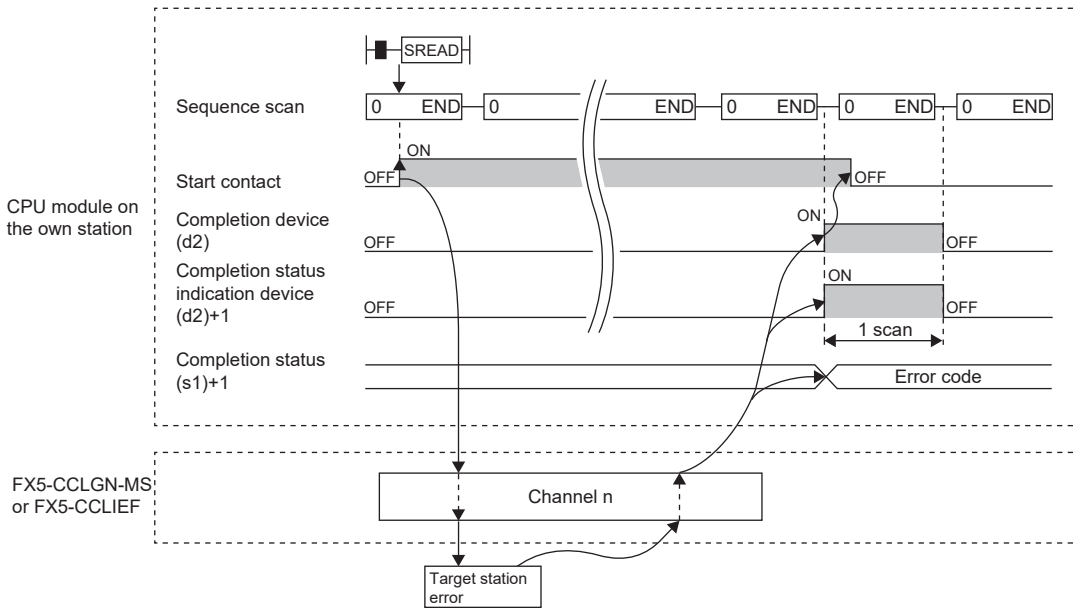 SREAD
Sequence scan
0 END 0 END 0 END 0 END 0 END
ON
Start contact
OFF
OFF
CPU module on
the own station
Completion device
(d2)
ON
OFF
OFF
Completion status
indication device
(d2)+1
ON
OFF
OFF
1 scan
Completion status
(s1)+1
Error code
FX5-CCLGN-MS
or FX5-CCLIEF
Channel n
Target station
error